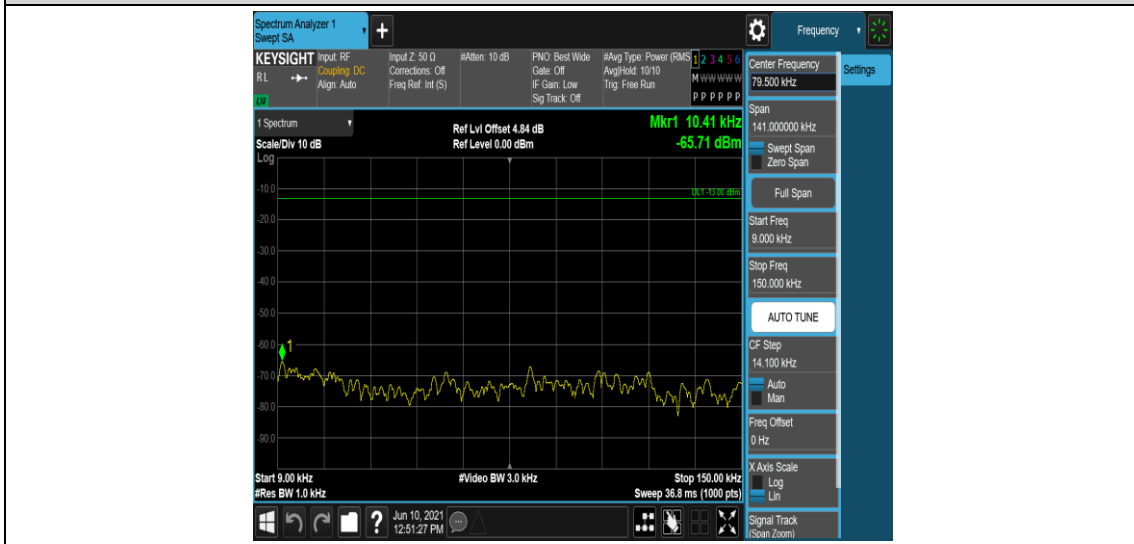 Spectrum Analyzer 1
Swept SA
+
Frequency
KEYSIGHT
RL
LXI
Input: RF
Coupling: DC
Align: Auto
Input Z: 50 Ω
Corrections: Off
Freq Ref: Int (S)
#Atten: 10 dB
PNO: Best Wide
Gate: Off
IF Gain: Low
Sig Track: Off
#Avg Type: Power (RMS
Avg|Hold: 10/10
Trig: Free Run
1 2 3 4 5 6
M W W W W W
P P P P P P
Center Frequency
79.500 kHz
Settings
Span
141.000000 kHz
Swept Span
Zero Span
Full Span
Start Freq
9.000 kHz
Stop Freq
150.000 kHz
AUTO TUNE
CF Step
14.100 kHz
Auto
Man
Freq Offset
0 Hz
X Axis Scale
Log
Lin
Signal Track
(Span Zoom)
1 Spectrum
Scale/Div 10 dB
Log
Ref Lvl Offset 4.84 dB
Ref Level 0.00 dBm
Mkr1 10.41 kHz
-65.71 dBm
DL1 -13.00 dBm
-10.0
-20.0
-30.0
-40.0
-50.0
-60.0
1
-70.0
-80.0
-90.0
Start 9.00 kHz
#Res BW 1.0 kHz
#Video BW 3.0 kHz
Stop 150.00 kHz
Sweep 36.8 ms (1000 pts)
?
Jun 10, 2021
12:51:27 PM